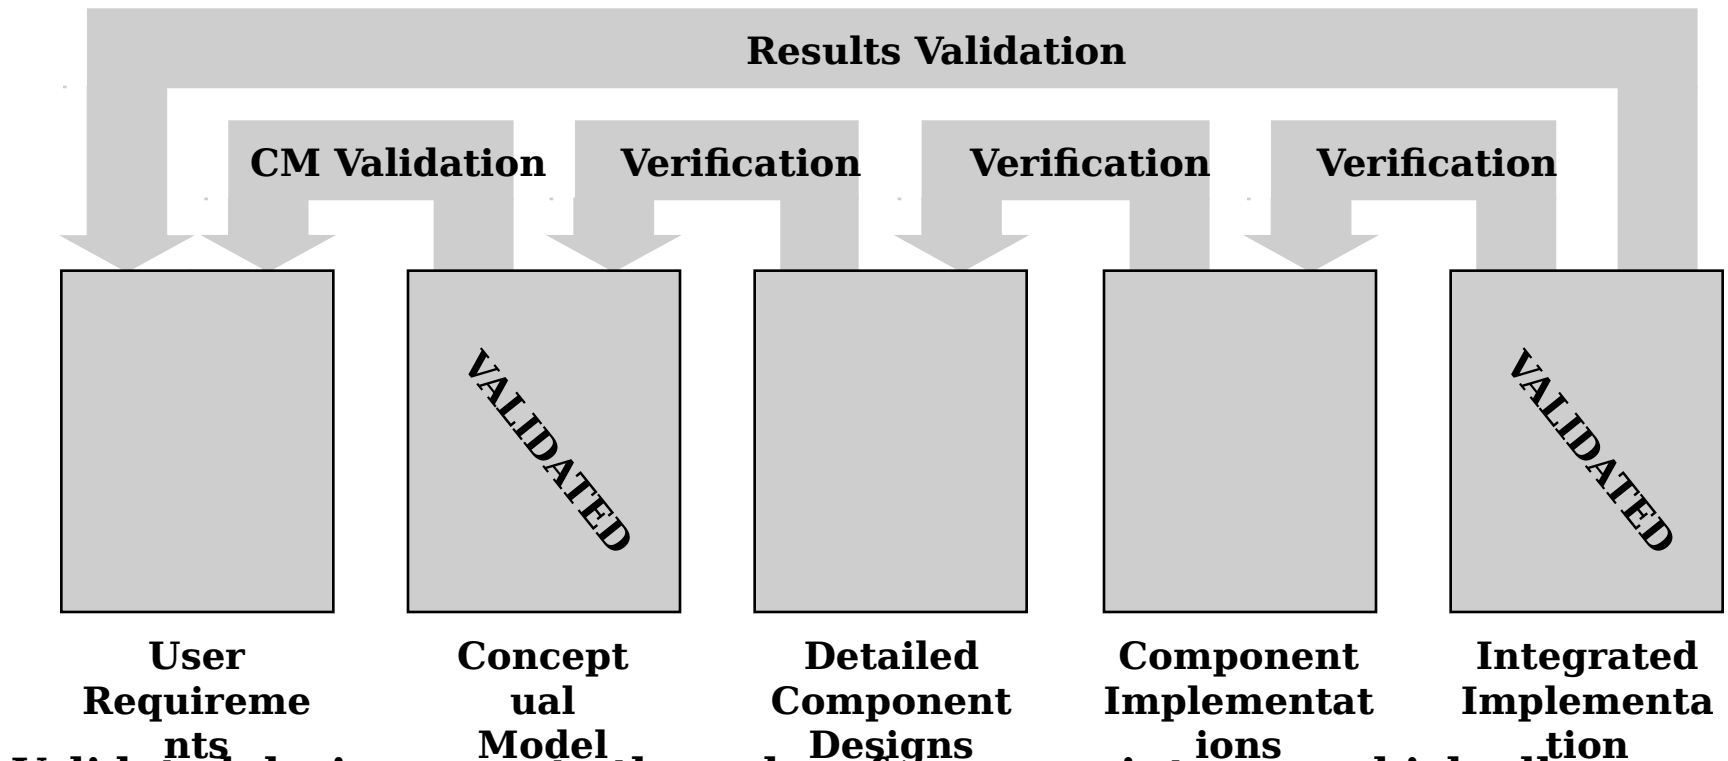 Results Validation
CM Validation
Verification
Verification
Verification
VALIDATED
VALIDATED
User
Requireme
nts
Concept
ual
Model
Detailed
Component
Designs
Component
Implementat
ions
Integrated
Implementa
tion